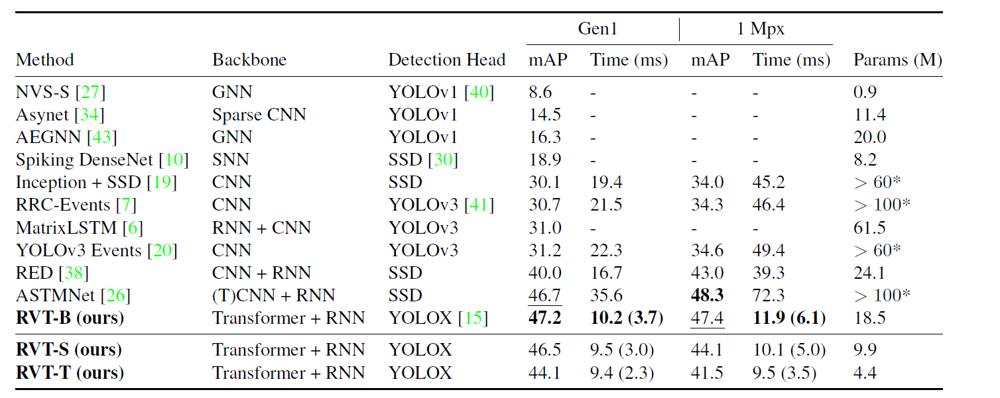 Gen1 1 Mpx
Method Backbone Detection Head mAP Time (ms) mAP Time (ms) Params (M)
NVS-S [27] GNN YOLOv1 [40] 8.6 - - - 0.9
Asynet [34] Sparse CNN YOLOv1 14.5 - - - 11.4
AEGNN [43] GNN YOLOv1 16.3 - - - 20.0
Spiking DenseNet [10] SNN SSD [30] 18.9 - - - 8.2
Inception + SSD [19] CNN SSD 30.1 19.4 34.0 45.2 > 60*
RRC-Events [7] CNN YOLOv3 [41] 30.7 21.5 34.3 46.4 > 100*
MatrixLSTM [6] RNN + CNN YOLOv3 31.0 - - - 61.5
YOLOv3 Events [20] CNN YOLOv3 31.2 22.3 34.6 49.4 > 60*
RED [38] CNN + RNN SSD 40.0 16.7 43.0 39.3 24.1
ASTMNet [26] (T)CNN + RNN SSD 46.7 35.6 48.3 72.3 > 100*
RVT-B (ours) Transformer + RNN YOLOX [15] 47.2 10.2 (3.7) 47.4 11.9 (6.1) 18.5
RVT-S (ours) Transformer + RNN YOLOX 46.5 9.5 (3.0) 44.1 10.1 (5.0) 9.9
RVT-T (ours) Transformer + RNN YOLOX 44.1 9.4 (2.3) 41.5 9.5 (3.5) 4.4